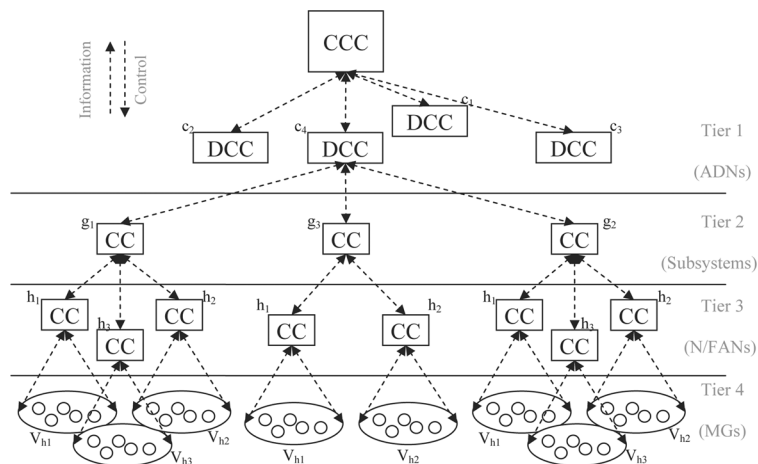 CCC
Information
Control
c1
DCC
c2
DCC
c4
DCC
c3
DCC
Tier 1
(ADNs)
g1
CC
g3
CC
g2
CC
Tier 2
(Subsystems)
h1
CC
h2
CC
h3
CC
h1
CC
h2
CC
h1
CC
h2
CC
h3
CC
Tier 3
(N/FANs)
Tier 4
(MGs)
Vh1
Vh2
Vh3
Vh1
Vh2
Vh1
Vh2
Vh3